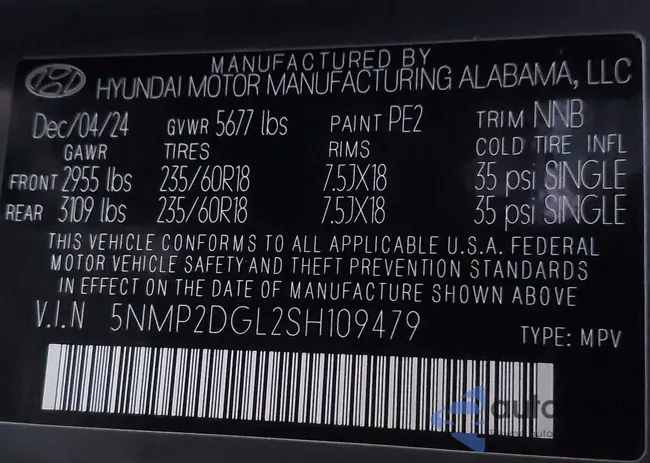 MANUFACTURED BY
HYUNDAI MOTOR MANUFACTURING ALABAMA, LLC
Dec/04/24 GVWR 5677 lbs PAINT PE2 TRIM NNB
GAWR TIRES RIMS COLD TIRE INFL
FRONT 2955 lbs 235/60R18 7.5JX18 35 psi SINGLE
REAR 3109 lbs 235/60R18 7.5JX18 35 psi SINGLE
THIS VEHICLE CONFORMS TO ALL APPLICABLE U.S.A. FEDERAL
MOTOR VEHICLE SAFETY AND THEFT PREVENTION STANDARDS
IN EFFECT ON THE DATE OF MANUFACTURE SHOWN ABOVE.
V.I.N 5NMP2DGL2SH109479 TYPE: MPV